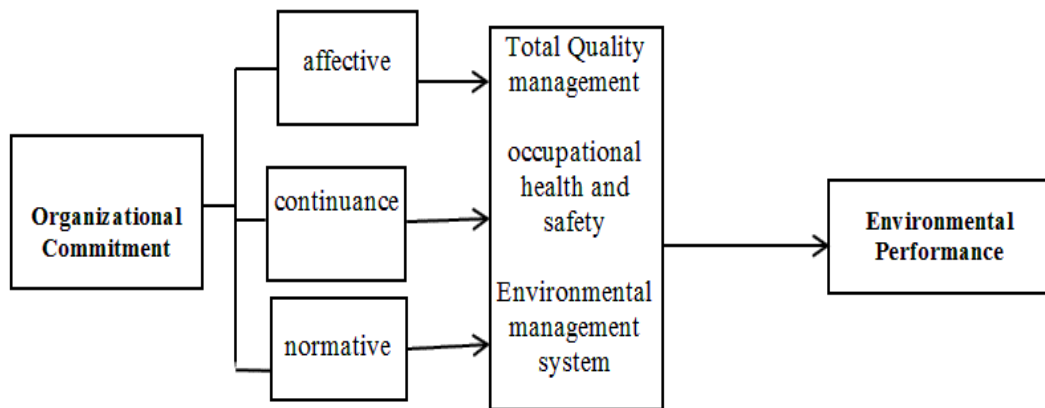 Organizational
Commitment
affective
continuance
normative
Total Quality
management
occupational
health and
safety
Environmental
management
system
Environmental
Performance